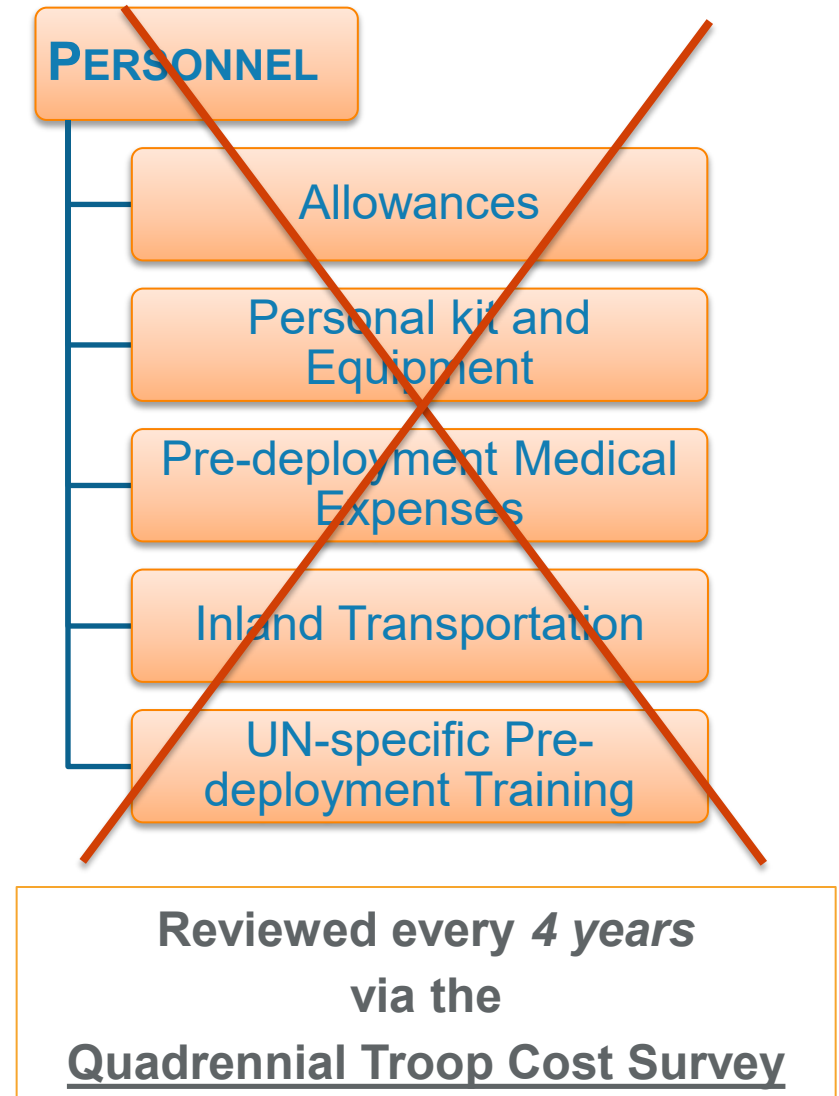 PERSONNEL
Allowances
Personal kit and
Equipment
Pre-deployment Medical
Expenses
Inland Transportation
UN-specific Pre-
deployment Training
Reviewed every 4 years
via the
Quadrennial Troop Cost Survey